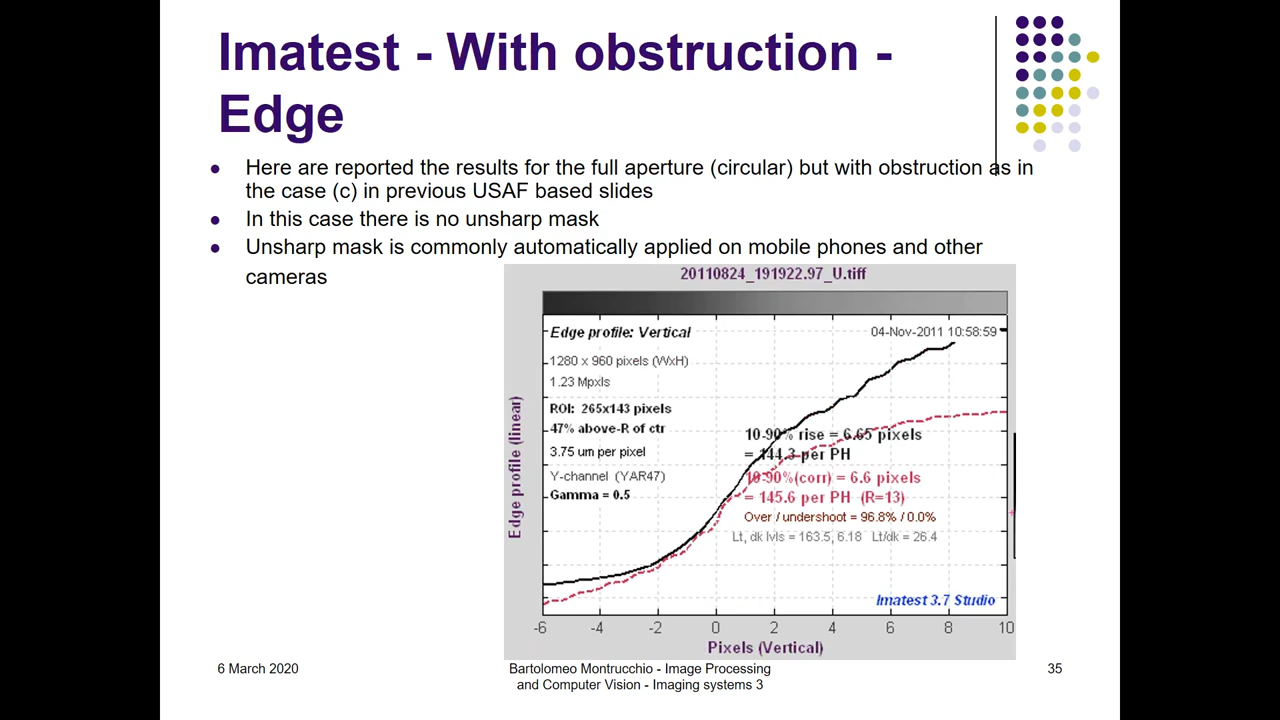 Imatest - With obstruction -
Edge
Here are reported the results for the full aperture (circular) but with obstruction as in
the case (c) in previous USAF based slides
In this case there is no unsharp mask
Unsharp mask is commonly automatically applied on mobile phones and other
cameras
20110824_191922.97_U.tiff
Edge profile: Vertical
04-Nov-2011 10:58:59
1280 x 960 pixels (WxH)
1.23 Mpxls
ROI: 265x143 pixels
47% above-R of ctr
3.75 um per pixel
Y-channel (YAR47)
Gamma = 0.5
10-90% rise = 6.65 pixels
= 144.3 per PH
10-90%(corr) = 6.6 pixels
= 145.6 per PH (R=13)
Over / undershoot = 96.8% / 0.0%
Lt, dk lvls = 163.5, 6.18 Lt/dk = 26.4
Imatest 3.7 Studio
Edge profile (linear)
-6 -4 -2 0 2 4 6 8 10
Pixels (Vertical)
6 March 2020
Bartolomeo Montrucchio - Image Processing
and Computer Vision - Imaging systems 3
35